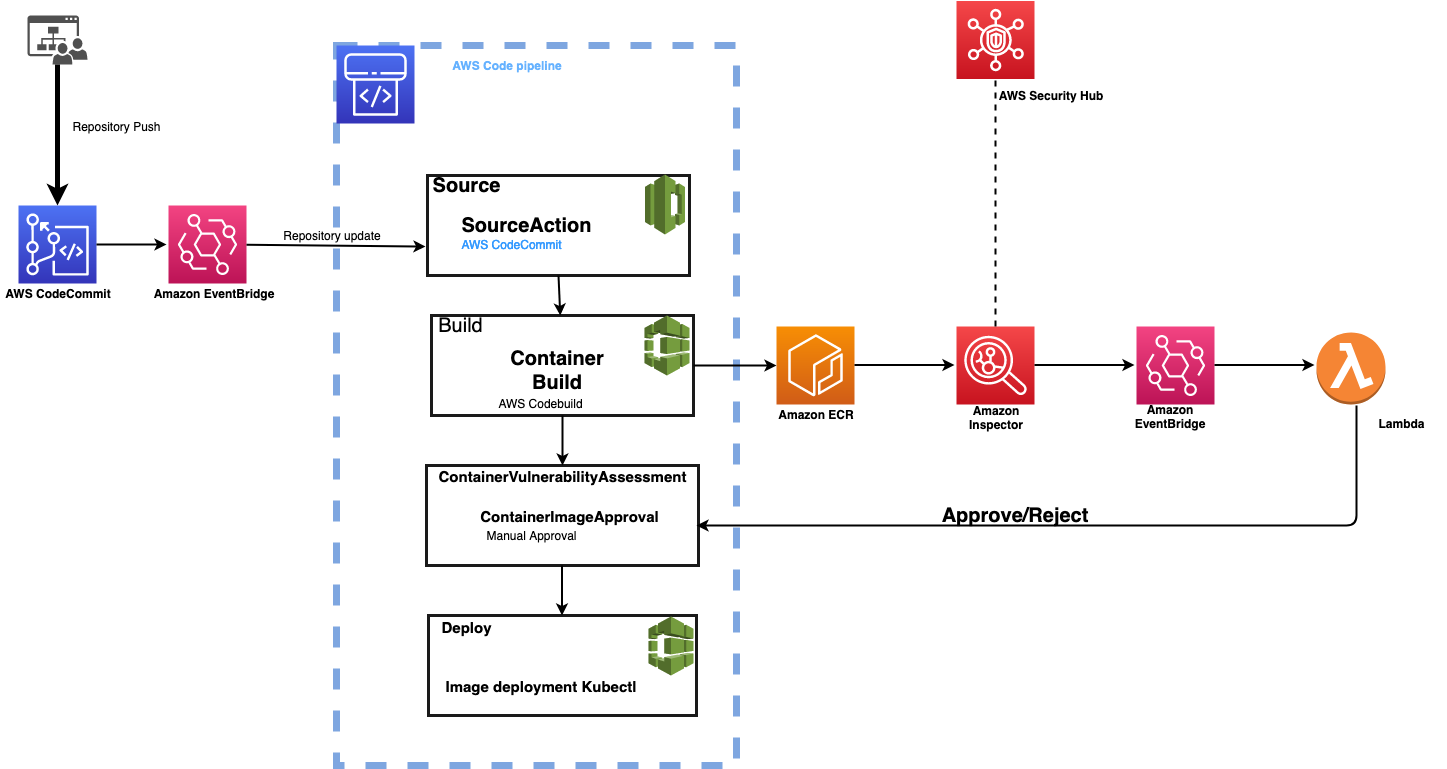 AWS Code pipeline
AWS Security Hub
Repository Push
Source
SourceAction
AWS CodeCommit
Repository update
AWS CodeCommit
Amazon EventBridge
Build
Container
Build
AWS Codebuild
Amazon ECR
Amazon
Inspector
Amazon
EventBridge
Lambda
ContainerVulnerabilityAssessment
ContainerImageApproval
Manual Approval
Approve/Reject
Deploy
Image deployment Kubectl